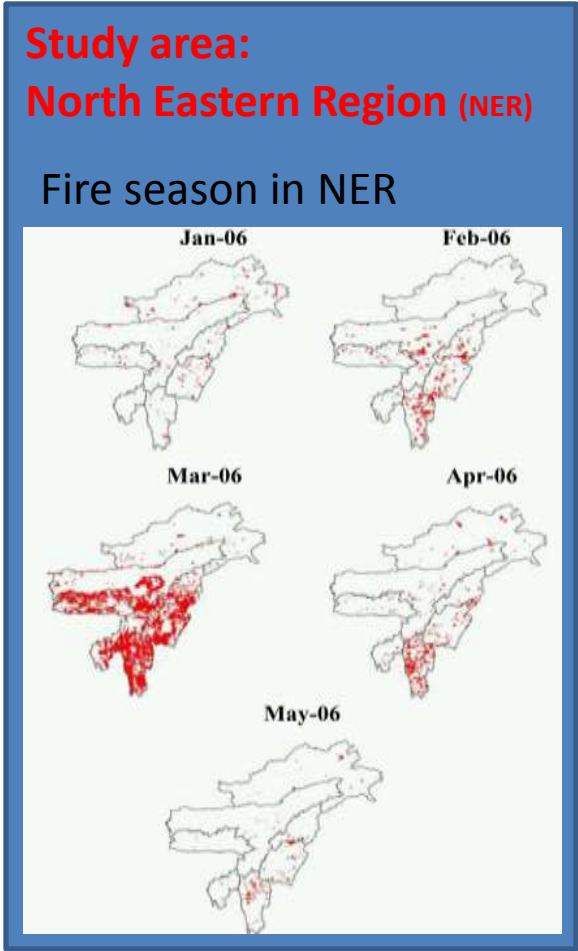 Study area:
North Eastern Region (NER)
Fire season in NER
Jan-06
Feb-06
Mar-06
Apr-06
May-06